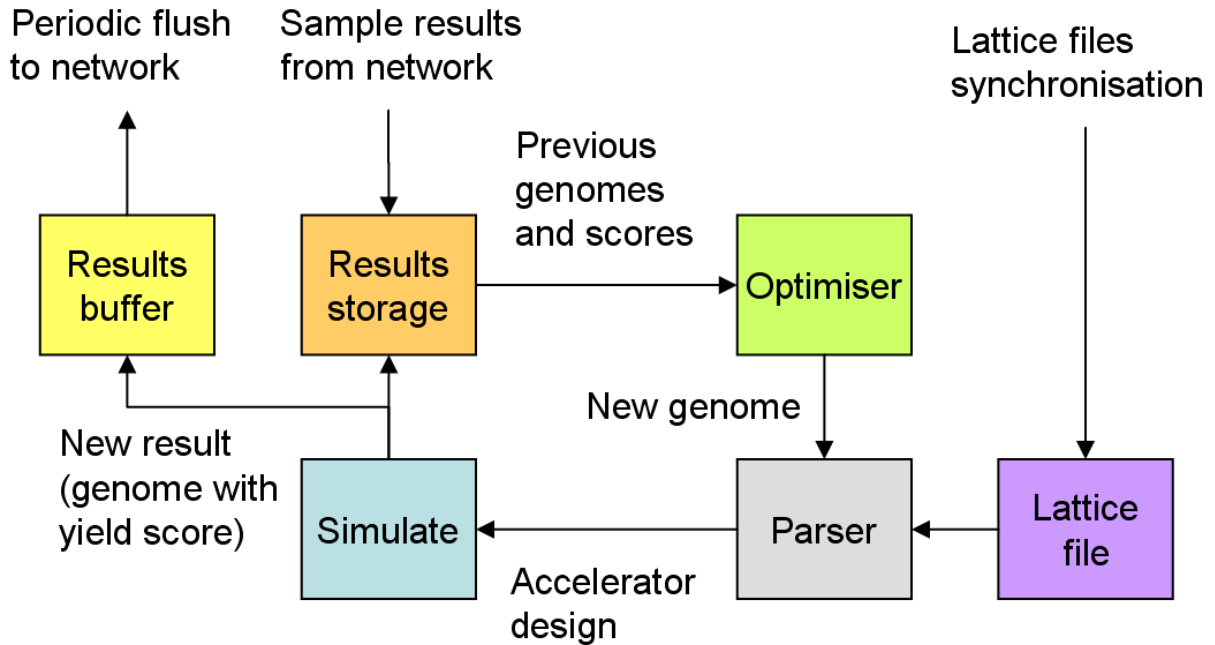 Periodic flush
to network
Sample results
from network
Lattice files
synchronisation
Previous
genomes
and scores
Results
buffer
Results
storage
Optimiser
New genome
New result
(genome with
yield score)
Simulate
Accelerator
design
Parser
Lattice
file